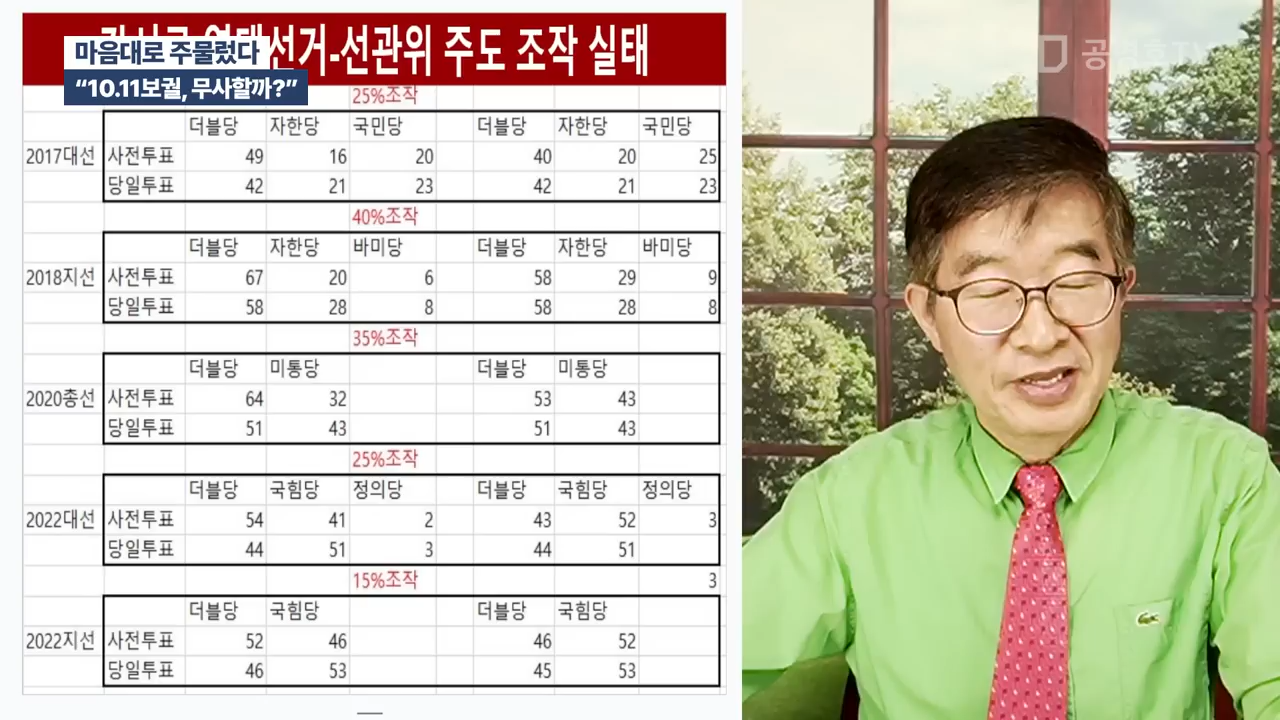 마음대로 주물렀다
선거-선관위 주도 조작 실태
“10.11보궐, 무사할까?”
25%조작
더블당 자한당 국민당 더블당 자한당 국민당
2017대선 사전투표 49 16 20 40 20 25
당일투표 42 21 23 42 21 23
40%조작
더블당 자한당 바미당 더블당 자한당 바미당
2018지선 사전투표 67 20 6 58 29 9
당일투표 58 28 8 58 28 8
35%조작
더블당 미통당 더블당 미통당
2020총선 사전투표 64 32 53 43
당일투표 51 43 51 43
25%조작
더블당 국힘당 정의당 더블당 국힘당 정의당
2022대선 사전투표 54 41 2 43 52 3
당일투표 44 51 3 44 51
15%조작 3
더블당 국힘당 더블당 국힘당
2022지선 사전투표 52 46 46 52
당일투표 46 53 45 53